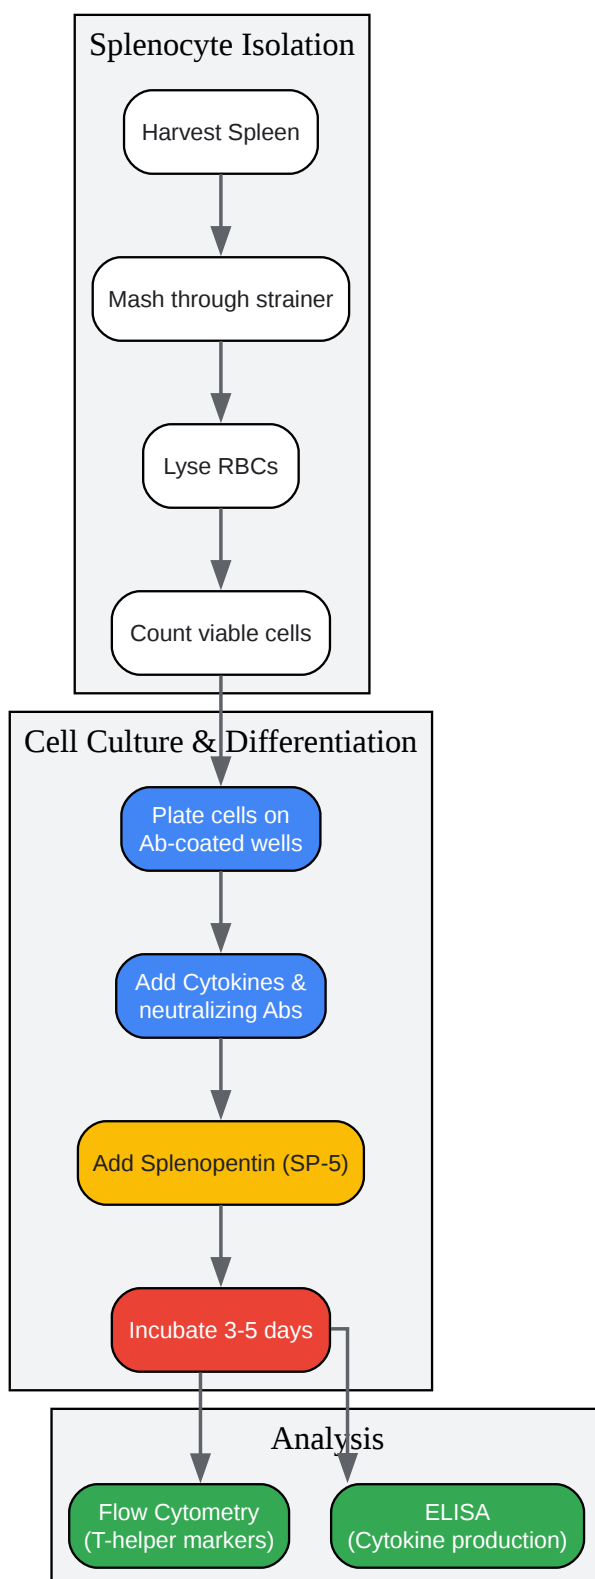 Splenocyte Isolation
Harvest Spleen
Mash through strainer
Lyse RBCs
Count viable cells
Cell Culture & Differentiation
Plate cells on
Ab-coated wells
Add Cytokines &
neutralizing Abs
Add Splenopentin (SP-5)
Incubate 3-5 days
Analysis
Flow Cytometry
(T-helper markers)
ELISA
(Cytokine production)